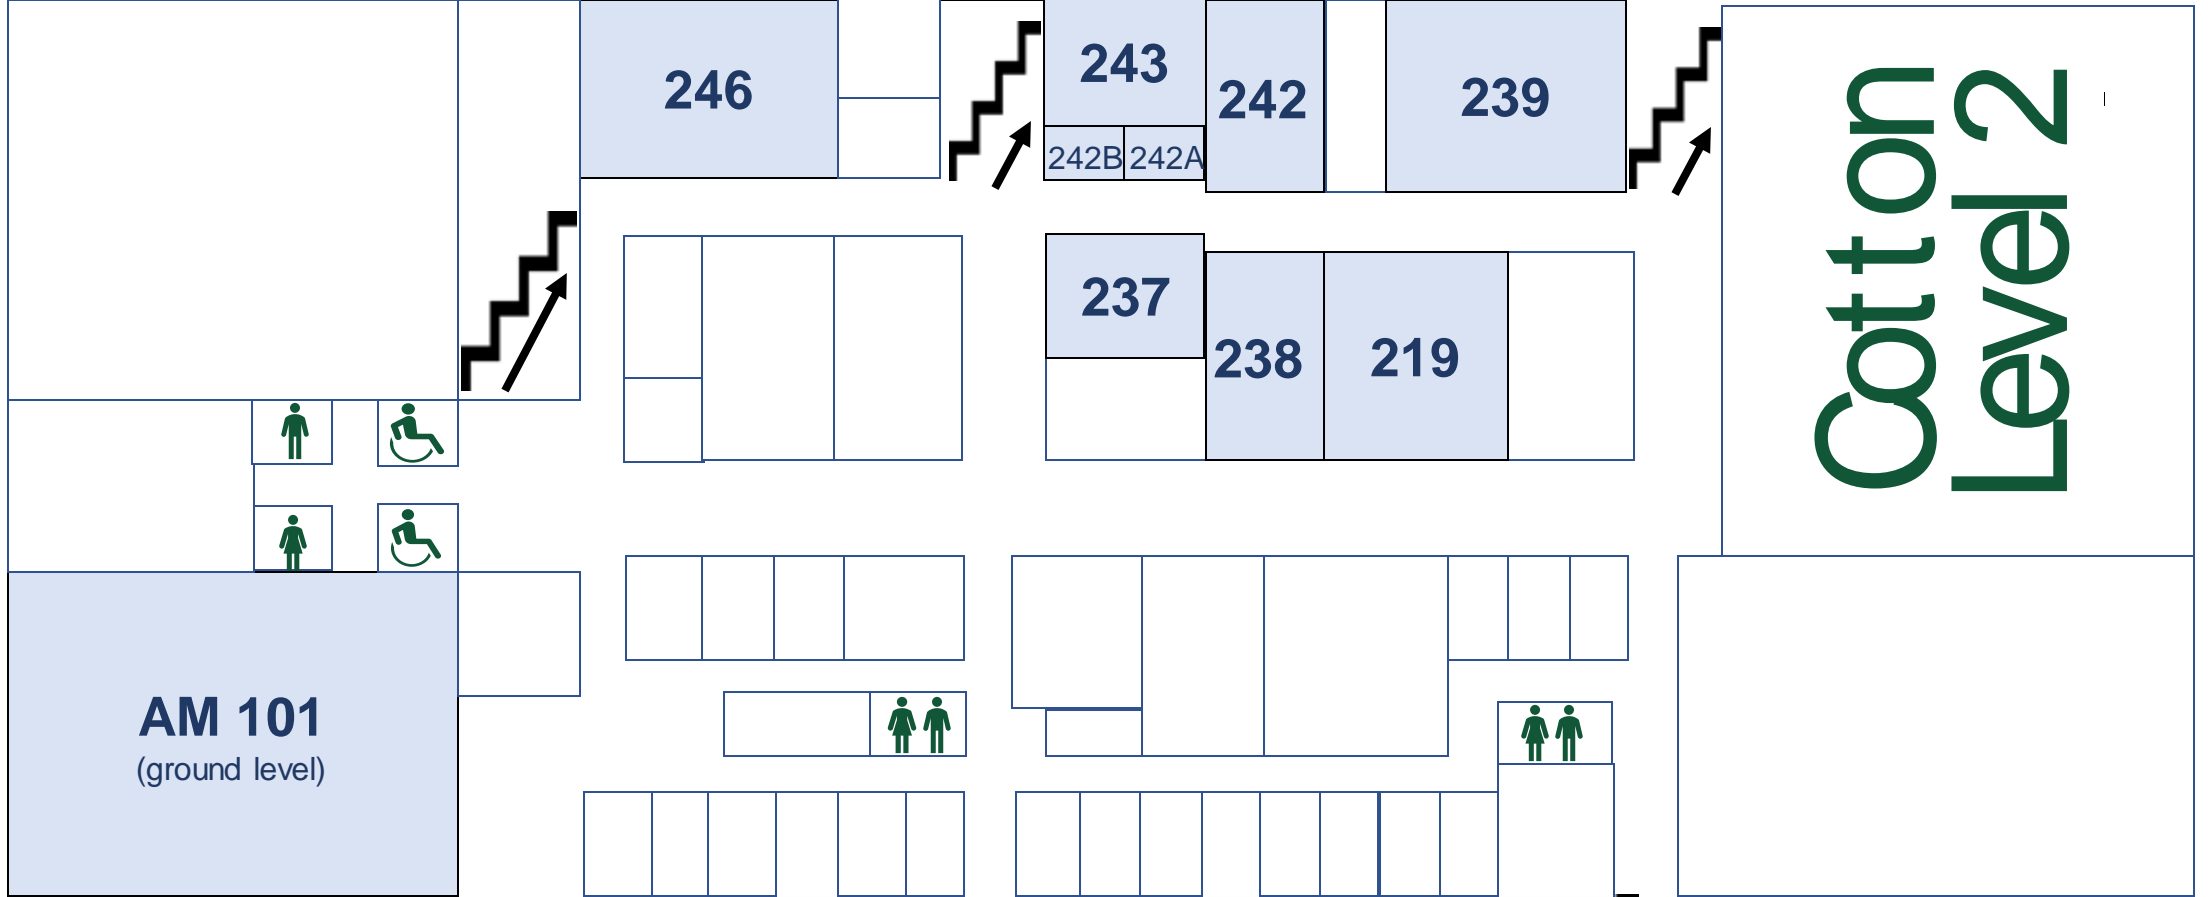 246
243
242
239
242B
242A
237
238
219
Cotton
Level 2
AM 101
(ground level)